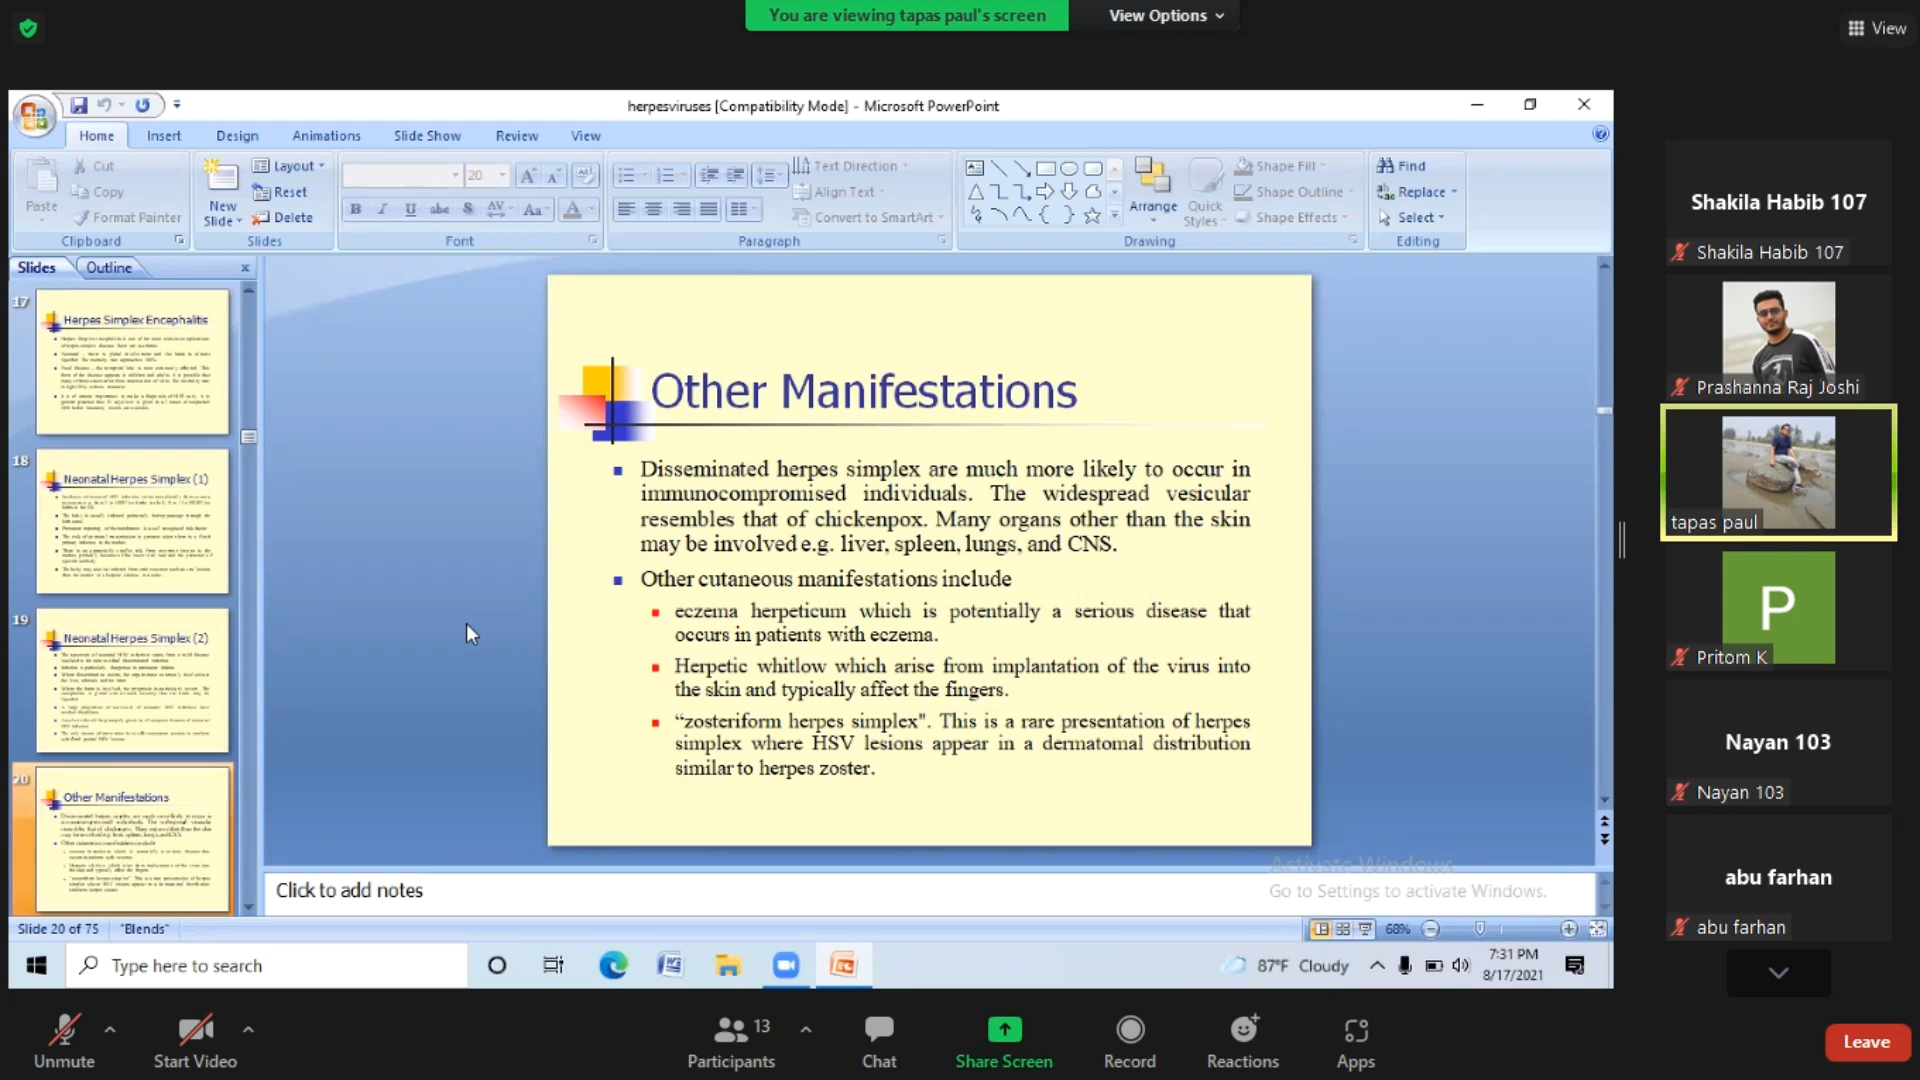 You are viewing tapas paul's screen
View Options
View
herpesviruses [Compatibility Mode] - Microsoft PowerPoint
Home Insert Design Animations Slide Show Review View
Paste
Cut
Copy
Format Painter
Clipboard
New Slide
Layout
Reset
Delete
Slides
20
Font
Text Direction
Align Text
Convert to SmartArt
Paragraph
Arrange
Quick Styles
Shape Fill
Shape Outline
Shape Effects
Drawing
Find
Replace
Select
Editing
Slides Outline
17
Herpes Simplex Encephalitis
18
Neonatal Herpes Simplex (1)
19
Neonatal Herpes Simplex (2)
20
Other Manifestations
Other Manifestations
Disseminated herpes simplex are much more likely to occur in
immunocompromised individuals. The widespread vesicular
resembles that of chickenpox. Many organs other than the skin
may be involved e.g. liver, spleen, lungs, and CNS.
Other cutaneous manifestations include
eczema herpeticum which is potentially a serious disease that
occurs in patients with eczema.
Herpetic whitlow which arise from implantation of the virus into
the skin and typically affect the fingers.
“zosteriform herpes simplex". This is a rare presentation of herpes
simplex where HSV lesions appear in a dermatomal distribution
similar to herpes zoster.
Click to add notes
Activate Windows
Go to Settings to activate Windows.
Slide 20 of 75
"Blends"
68%
Type here to search
87°F Cloudy
7:31 PM
8/17/2021
Shakila Habib 107
Shakila Habib 107
Prashanna Raj Joshi
tapas paul
P
Pritom K
Nayan 103
Nayan 103
abu farhan
abu farhan
Unmute
Start Video
13
Participants
Chat
Share Screen
Record
Reactions
Apps
Leave